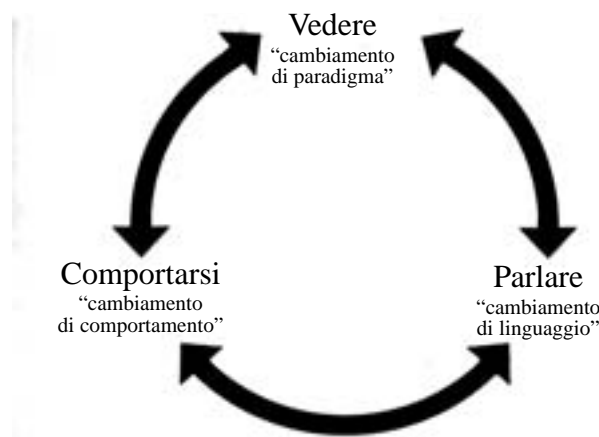 Vedere
“cambiamento
di paradigma”
Comportarsi
“cambiamento
di comportamento”
Parlare
“cambiamento
di linguaggio”